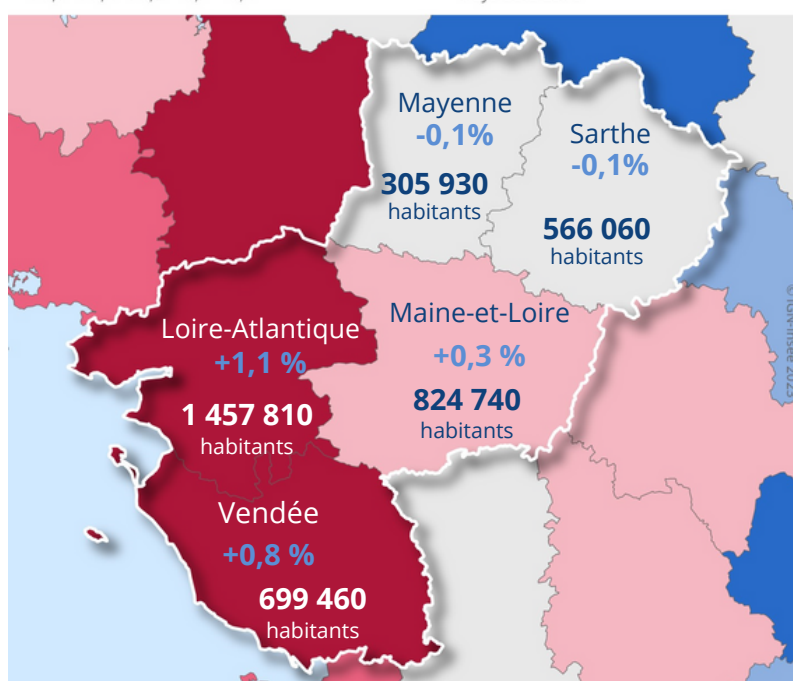 Mayenne
-0,1%
305 930
habitants
Sarthe
-0,1%
566 060
habitants
Loire-Atlantique
+1,1 %
1 457 810
habitants
Maine-et-Loire
+0,3 %
824 740
habitants
Vendée
+0,8 %
699 460
habitants